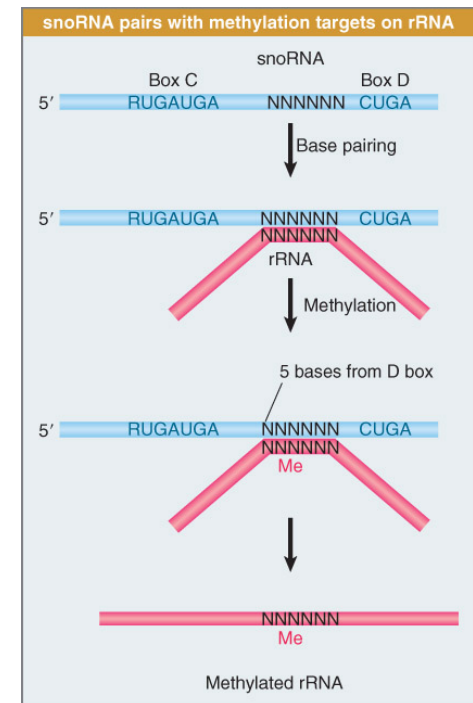 snoRNA pairs with methylation targets on rRNA
snoRNA
Box C Box D
5′ RUGAUGA NNNNNN CUGA
Base pairing
5′ RUGAUGA NNNNNN CUGA
NNNNNN
rRNA
Methylation
5 bases from D box
5′ RUGAUGA NNNNNN CUGA
NNNNNN
Me
NNNNNN
Me
Methylated rRNA